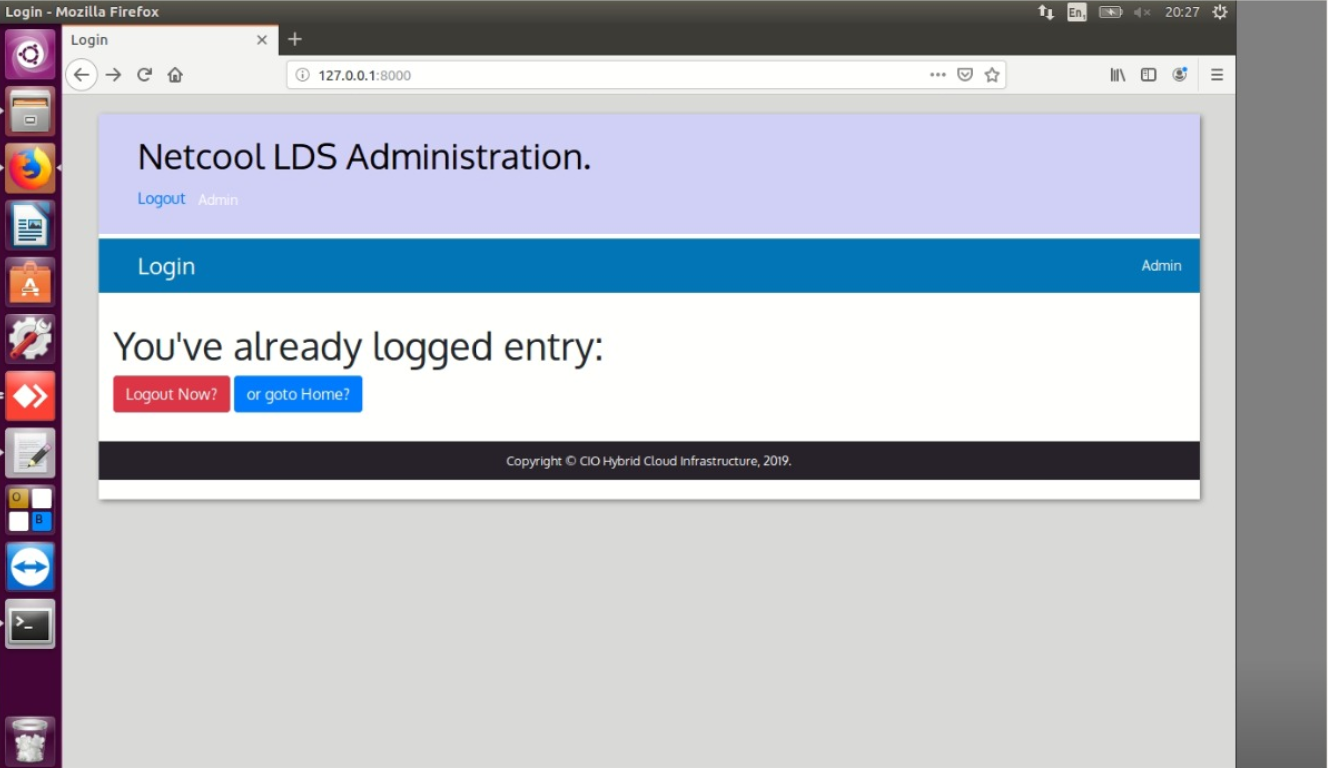 Login - Mozilla Firefox
En,
20:27
Login
127.0.0.1:8000
Netcool LDS Administration.
Logout Admin
Login
Admin
You've already logged entry:
Logout Now? or goto Home?
Copyright © CIO Hybrid Cloud Infrastructure, 2019.
O
B
>_